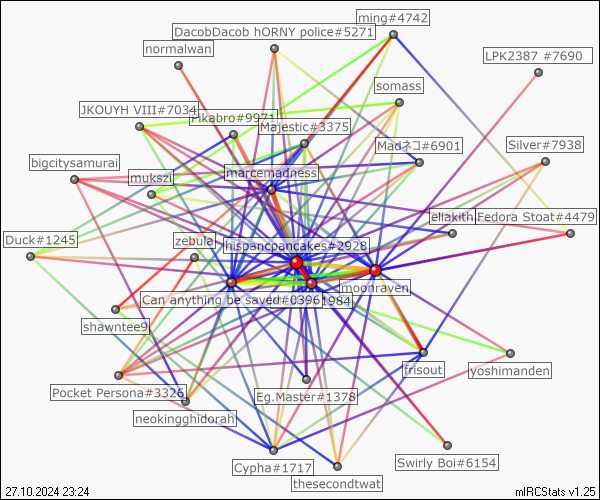 ming#4742
DacobDacob hORNY police#5271
normalwan
LPK2387 #7690
somass
JKOUYH VIII#7034
Pikabro#9971
Majestic#3375
Madネコ#6901
Silver#7938
bigcitysamurai
mukszi
marcemadness
ellakith
Fedora Stoat#4479
Duck#1245
zebula
hispancpancakes#2928
moonraven
Can anything be saved#0396
1984
shawntee9
frisout
yoshimanden
Pocket Persona#3326
Eg.Master#1378
neokingghidorah
Cypha#1717
Swirly Boi#6154
thesecondtwat
27.10.2024 23:24
mIRCStats v1.25